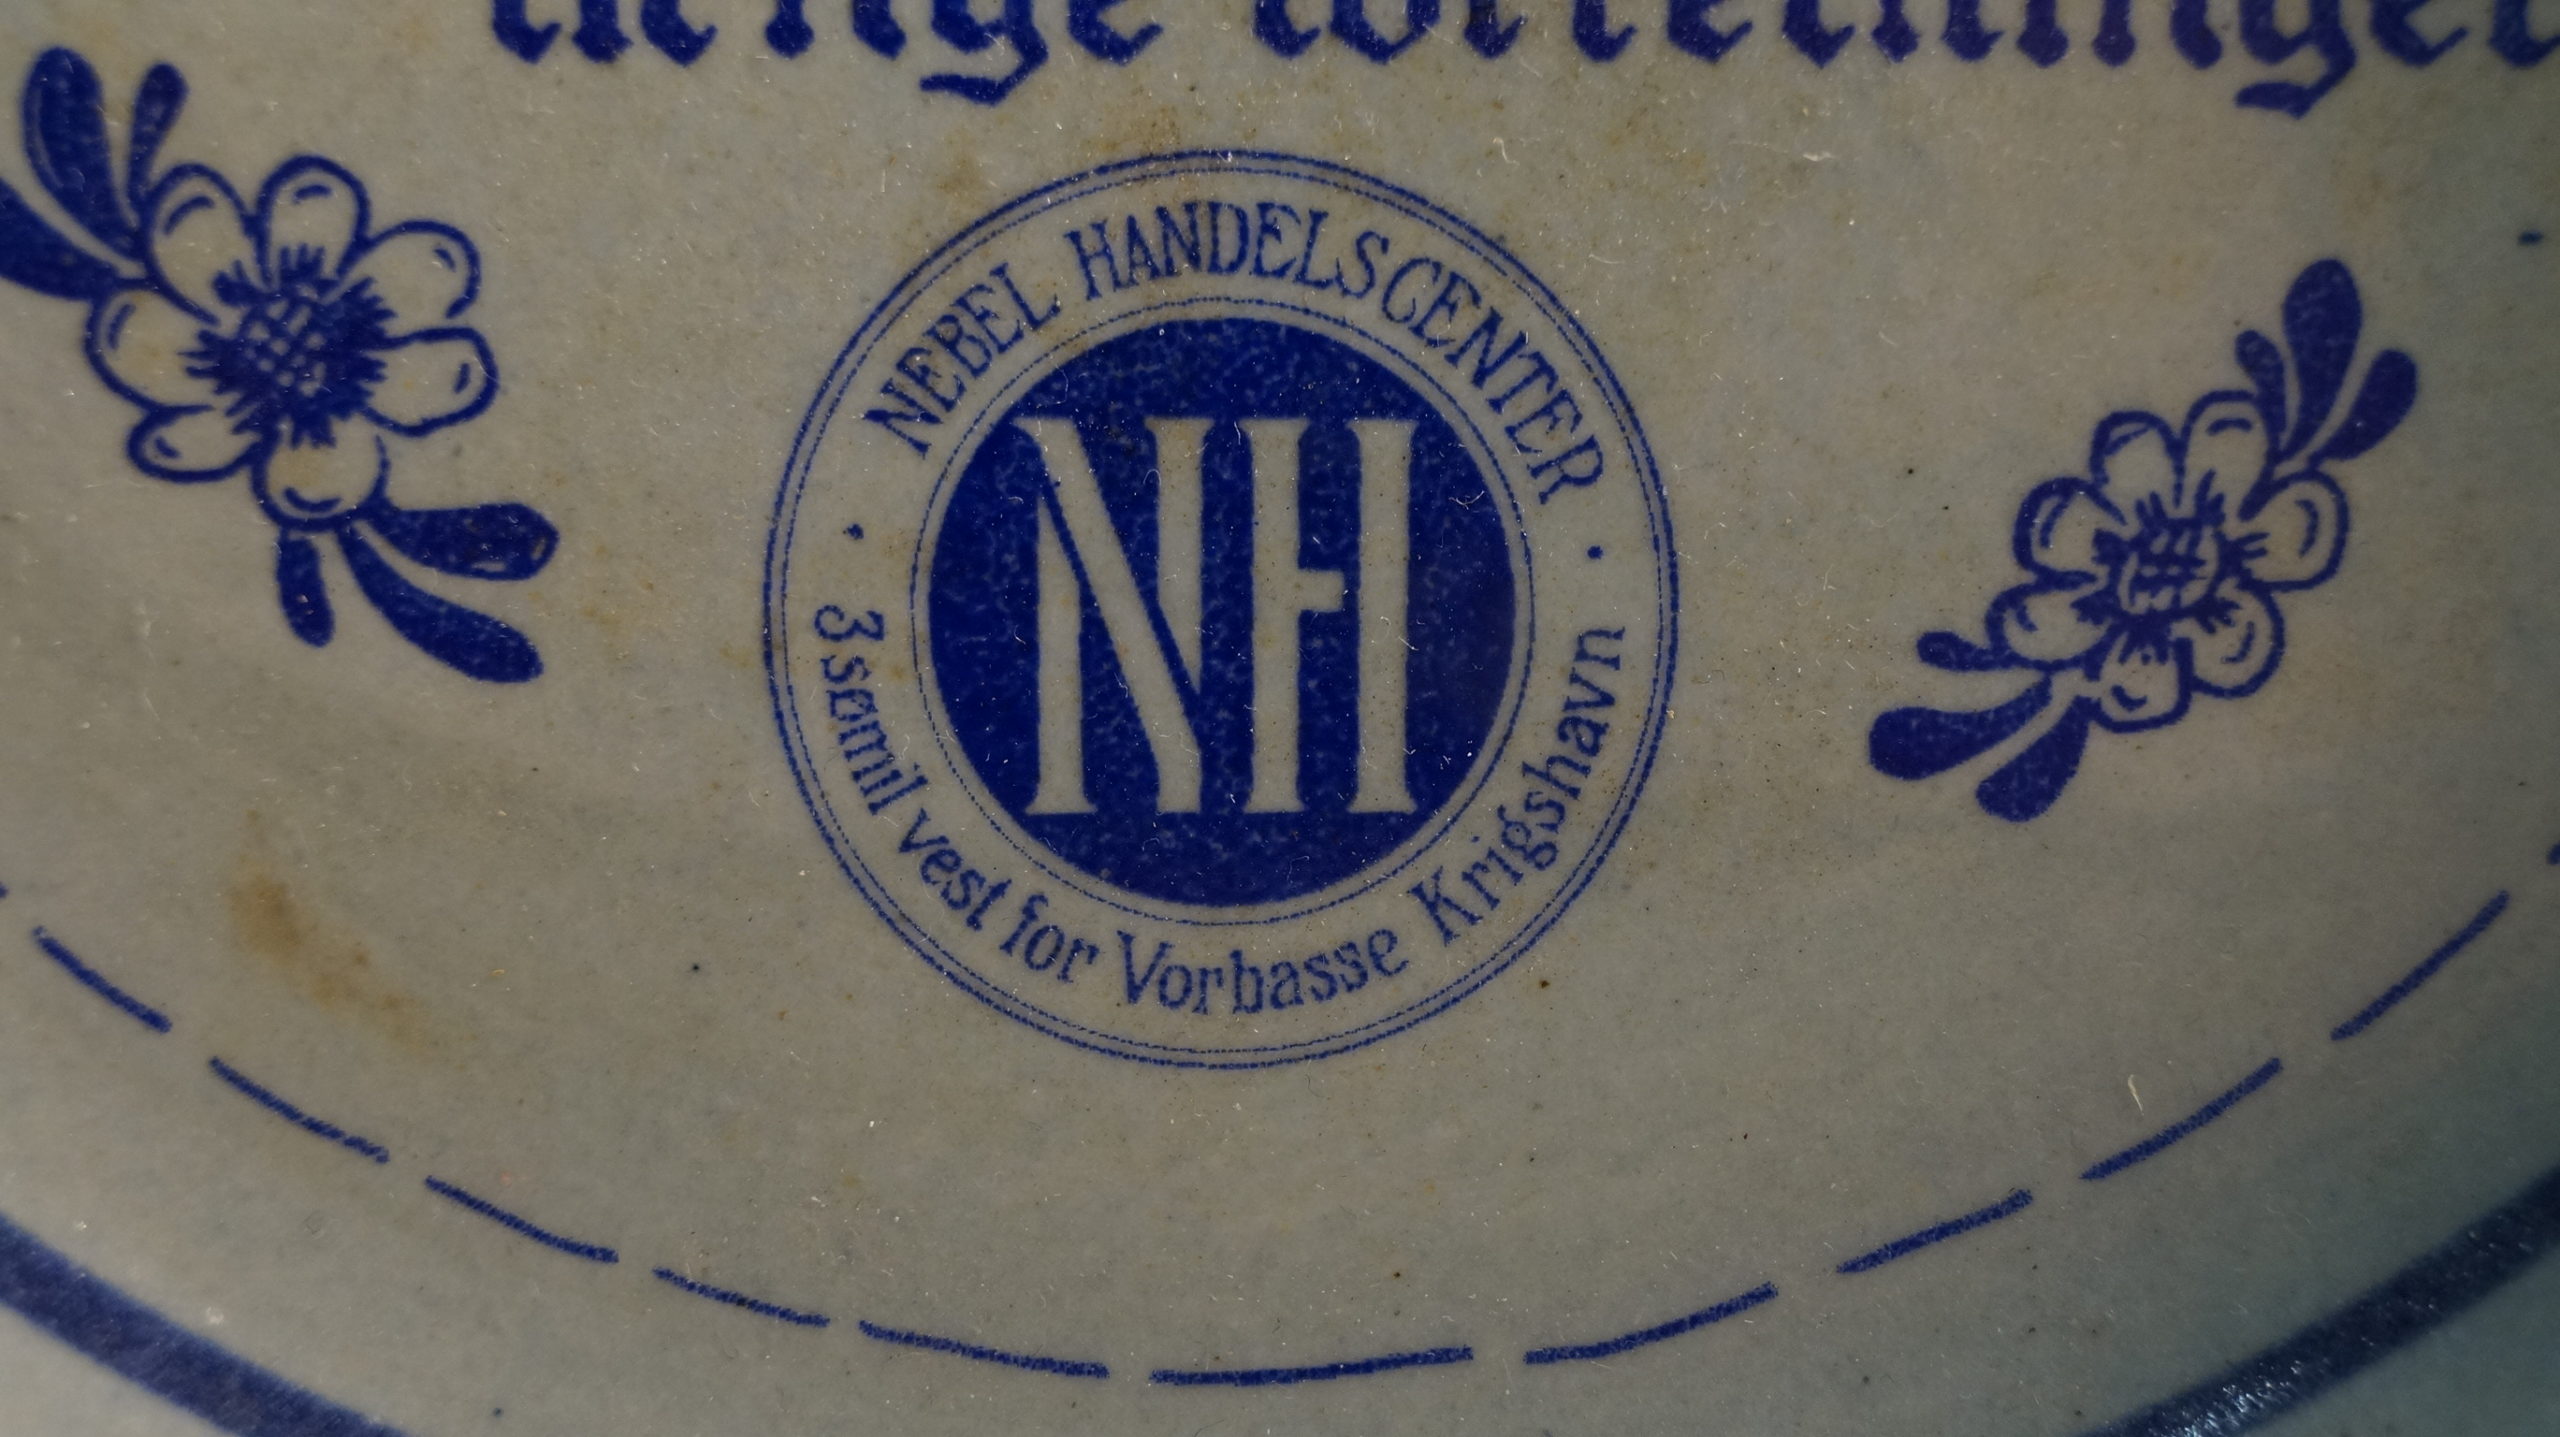 NEBEL HANDELSCENTER
NH
· 3 sømil vest for Vorbasse Krigshavn ·